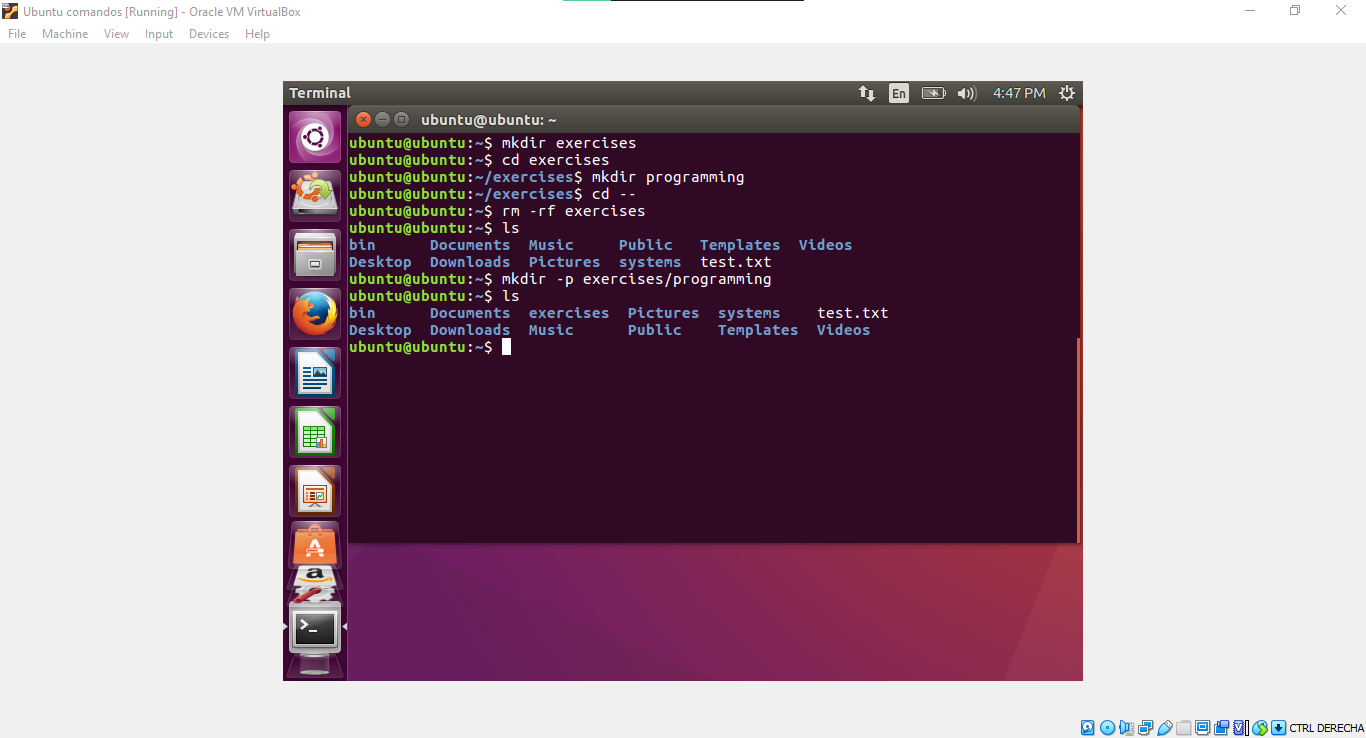 Ubuntu comandos [Running] - Oracle VM VirtualBox
File Machine View Input Devices Help
Terminal En 4:47 PM
ubuntu@ubuntu: ~
ubuntu@ubuntu:~$ mkdir exercises
ubuntu@ubuntu:~$ cd exercises
ubuntu@ubuntu:~/exercises$ mkdir programming
ubuntu@ubuntu:~/exercises$ cd --
ubuntu@ubuntu:~$ rm -rf exercises
ubuntu@ubuntu:~$ ls
bin Documents Music Public Templates Videos
Desktop Downloads Pictures systems test.txt
ubuntu@ubuntu:~$ mkdir -p exercises/programming
ubuntu@ubuntu:~$ ls
bin Documents exercises Pictures systems test.txt
Desktop Downloads Music Public Templates Videos
ubuntu@ubuntu:~$
CTRL DERECHA